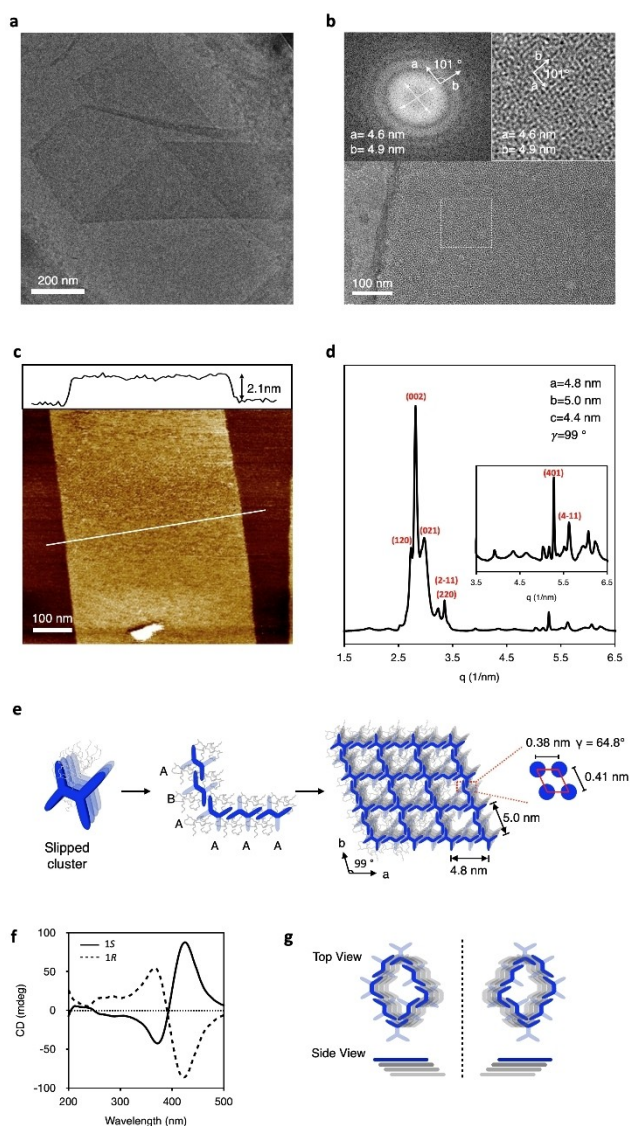 a
200 nm
b
a
101 °
b
a= 4.6 nm
b= 4.9 nm
b
101°
a
a= 4.6 nm
b= 4.9 nm
100 nm
c
2.1nm
100 nm
d
(002)
a=4.8 nm
b=5.0 nm
c=4.4 nm
γ=99 °
(401)
(4-11)
(120)
(021)
(2-11)
(220)
3.5 4.5 5.5 6.5
q (1/nm)
1.5 2.5 3.5 4.5 5.5 6.5
q (1/nm)
e
Slipped
cluster
A
B
A
A A A
0.38 nm γ = 64.8°
0.41 nm
5.0 nm
4.8 nm
b
99 °
a
f
1S
1R
CD (mdeg)
100
50
0
-50
-100
200 300 400 500
Wavelength (nm)
g
Top View
Side View